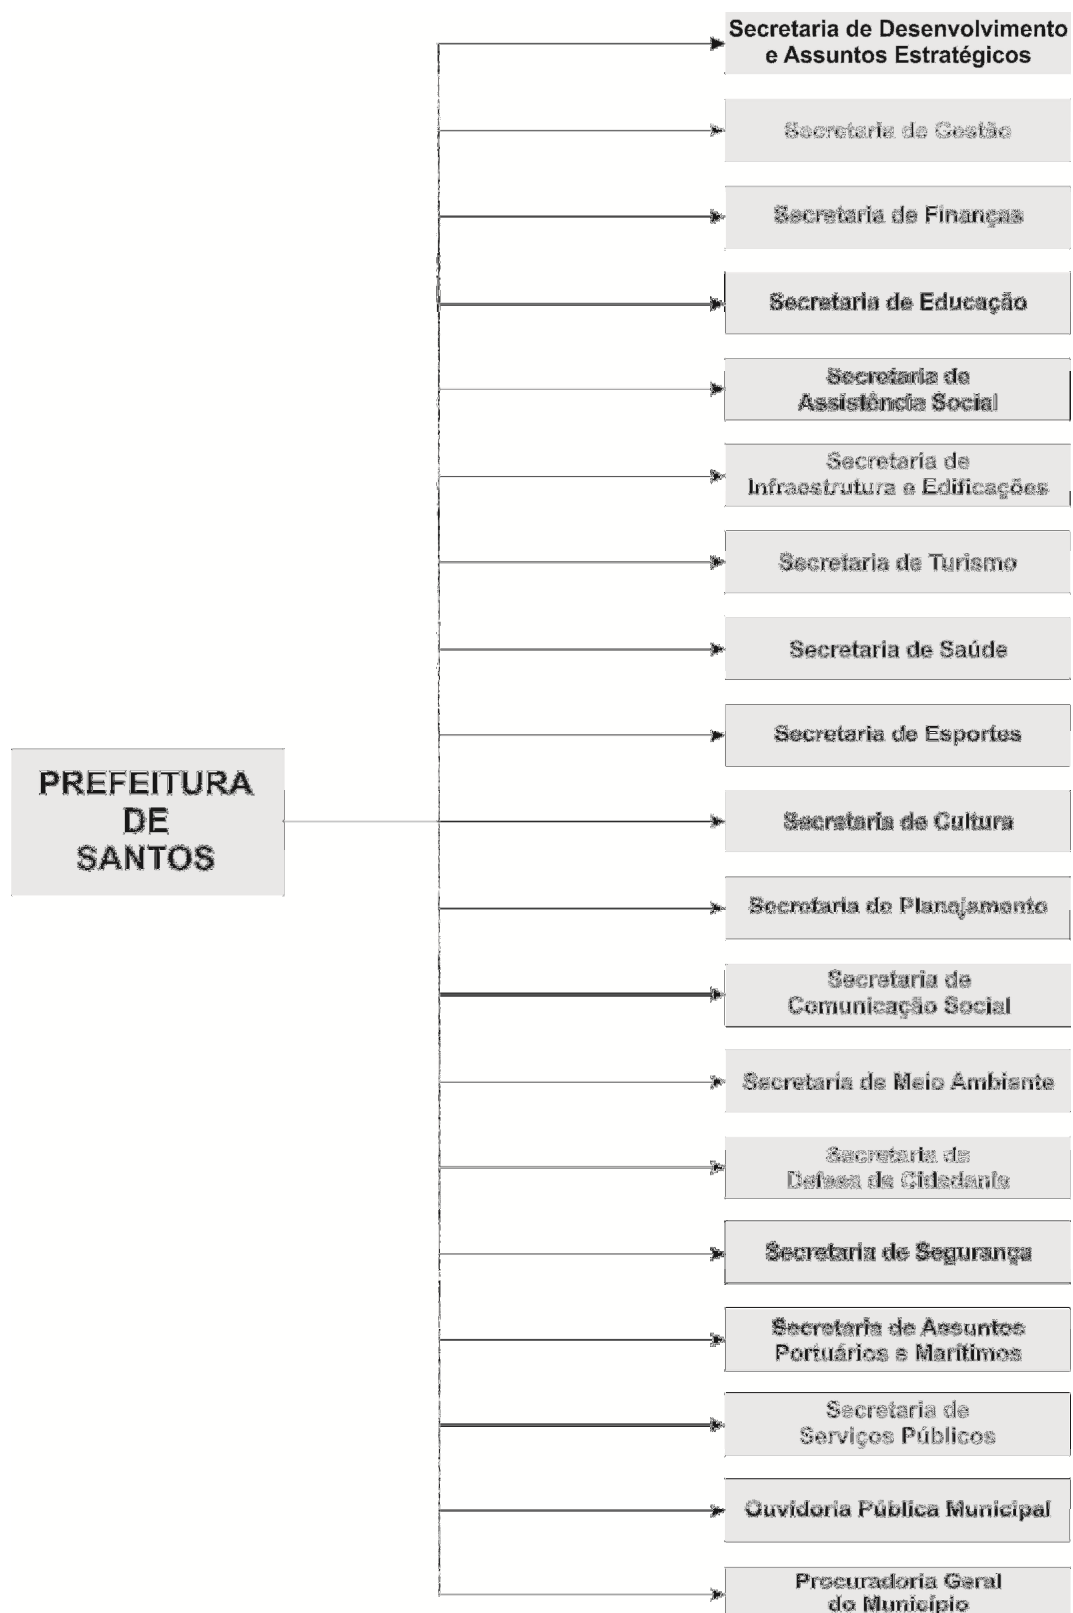 Secretaria de Desenvolvimento
e Assuntos Estratégicos
Secretaria de Gestão
Secretaria de Finanças
Secretaria de Educação
Secretaria de
Assistência Social
Secretaria de
Infraestrutura e Edificações
Secretaria de Turismo
Secretaria de Saúde
Secretaria de Esportes
PREFEITURA
DE
SANTOS
Secretaria de Cultura
Secretaria de Planejamento
Secretaria de
Comunicação Social
Secretaria de Meio Ambiente
Secretaria de
Defesa de Cidadania
Secretaria de Segurança
Secretaria de Assuntos
Portuários e Marítimos
Secretaria de
Serviços Públicos
Ouvidoria Pública Municipal
Procuradoria Geral
do Município